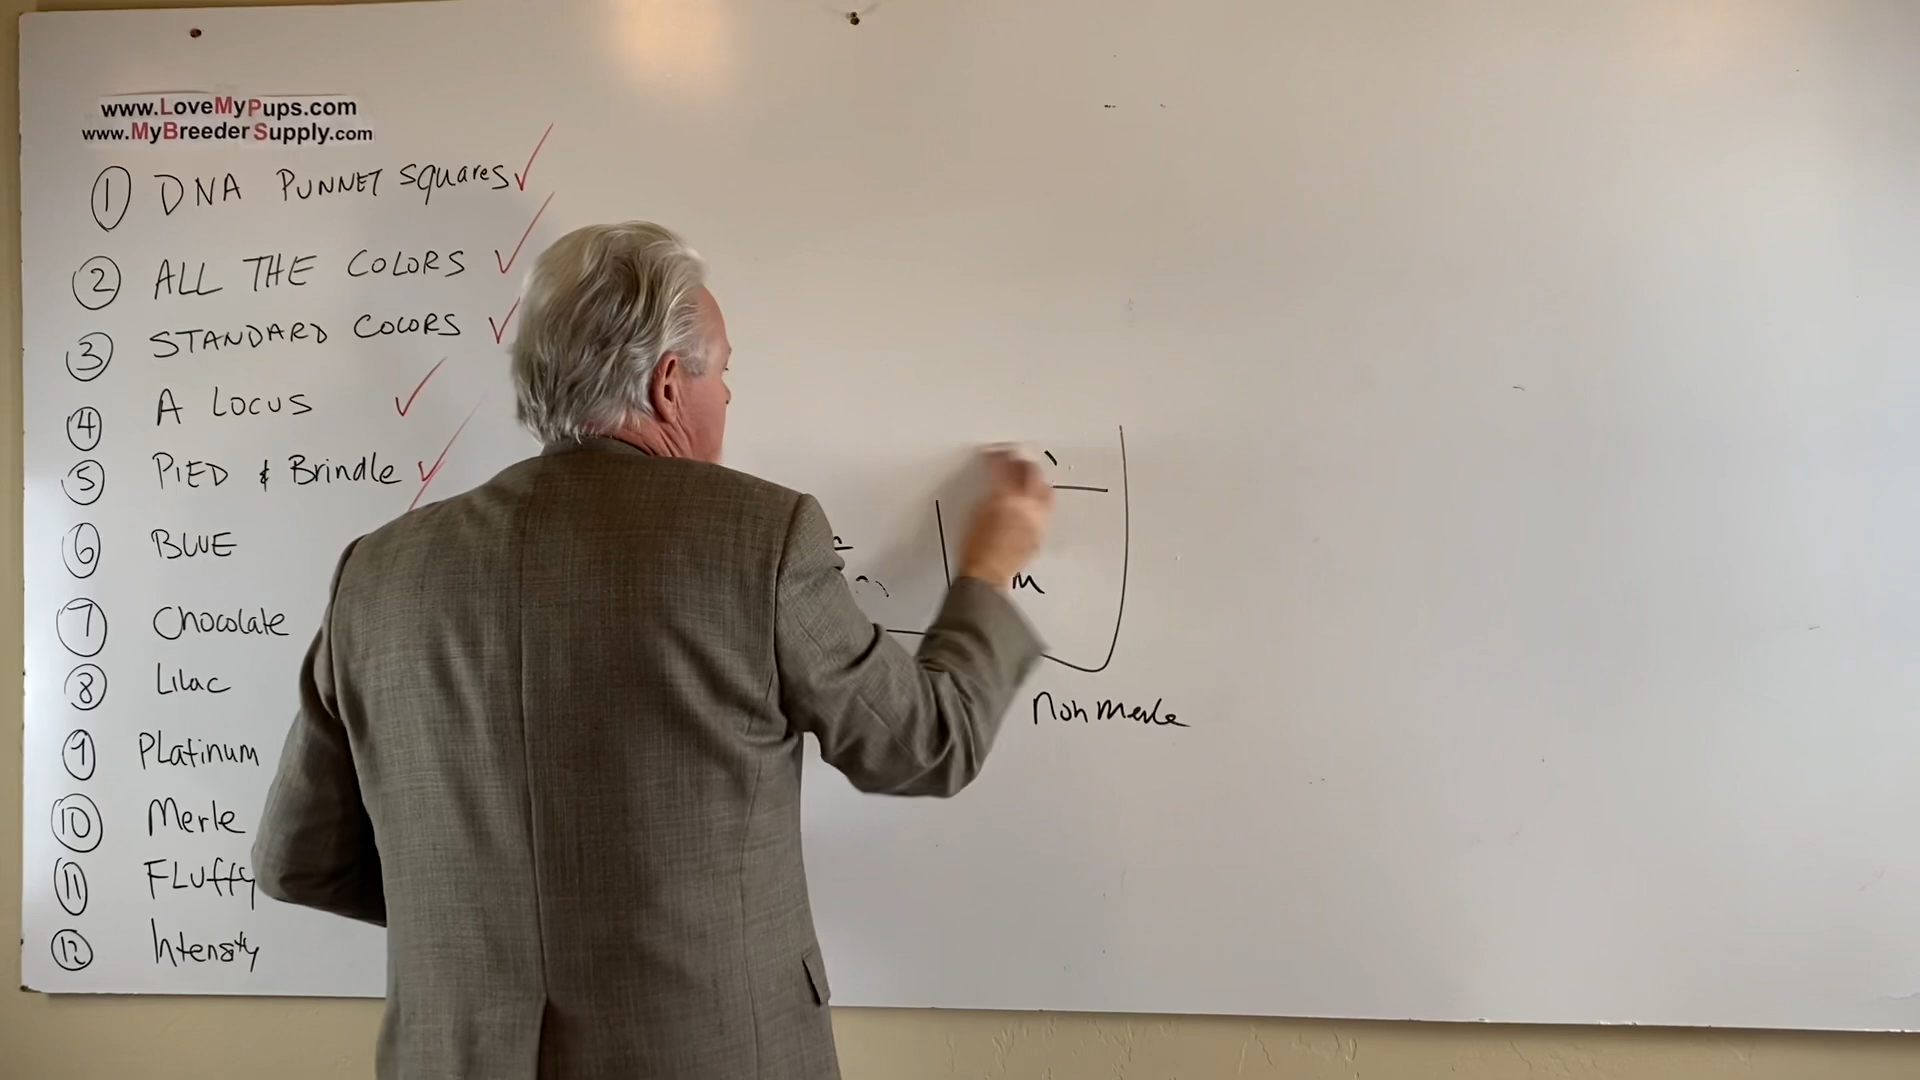 www.LoveMyPups.com
www.MyBreederSupply.com
1 DNA PUNNET SQuares ✓
2 ALL THE COLORS ✓
3 STANDARD COLORS ✓
4 A LOCUS ✓
5 PIED & Brindle ✓
6 BLUE
7 Chocolate
8 Lilac
9 Platinum
10 Merle
11 FLuffy
12 Intensity
m
Non Merle